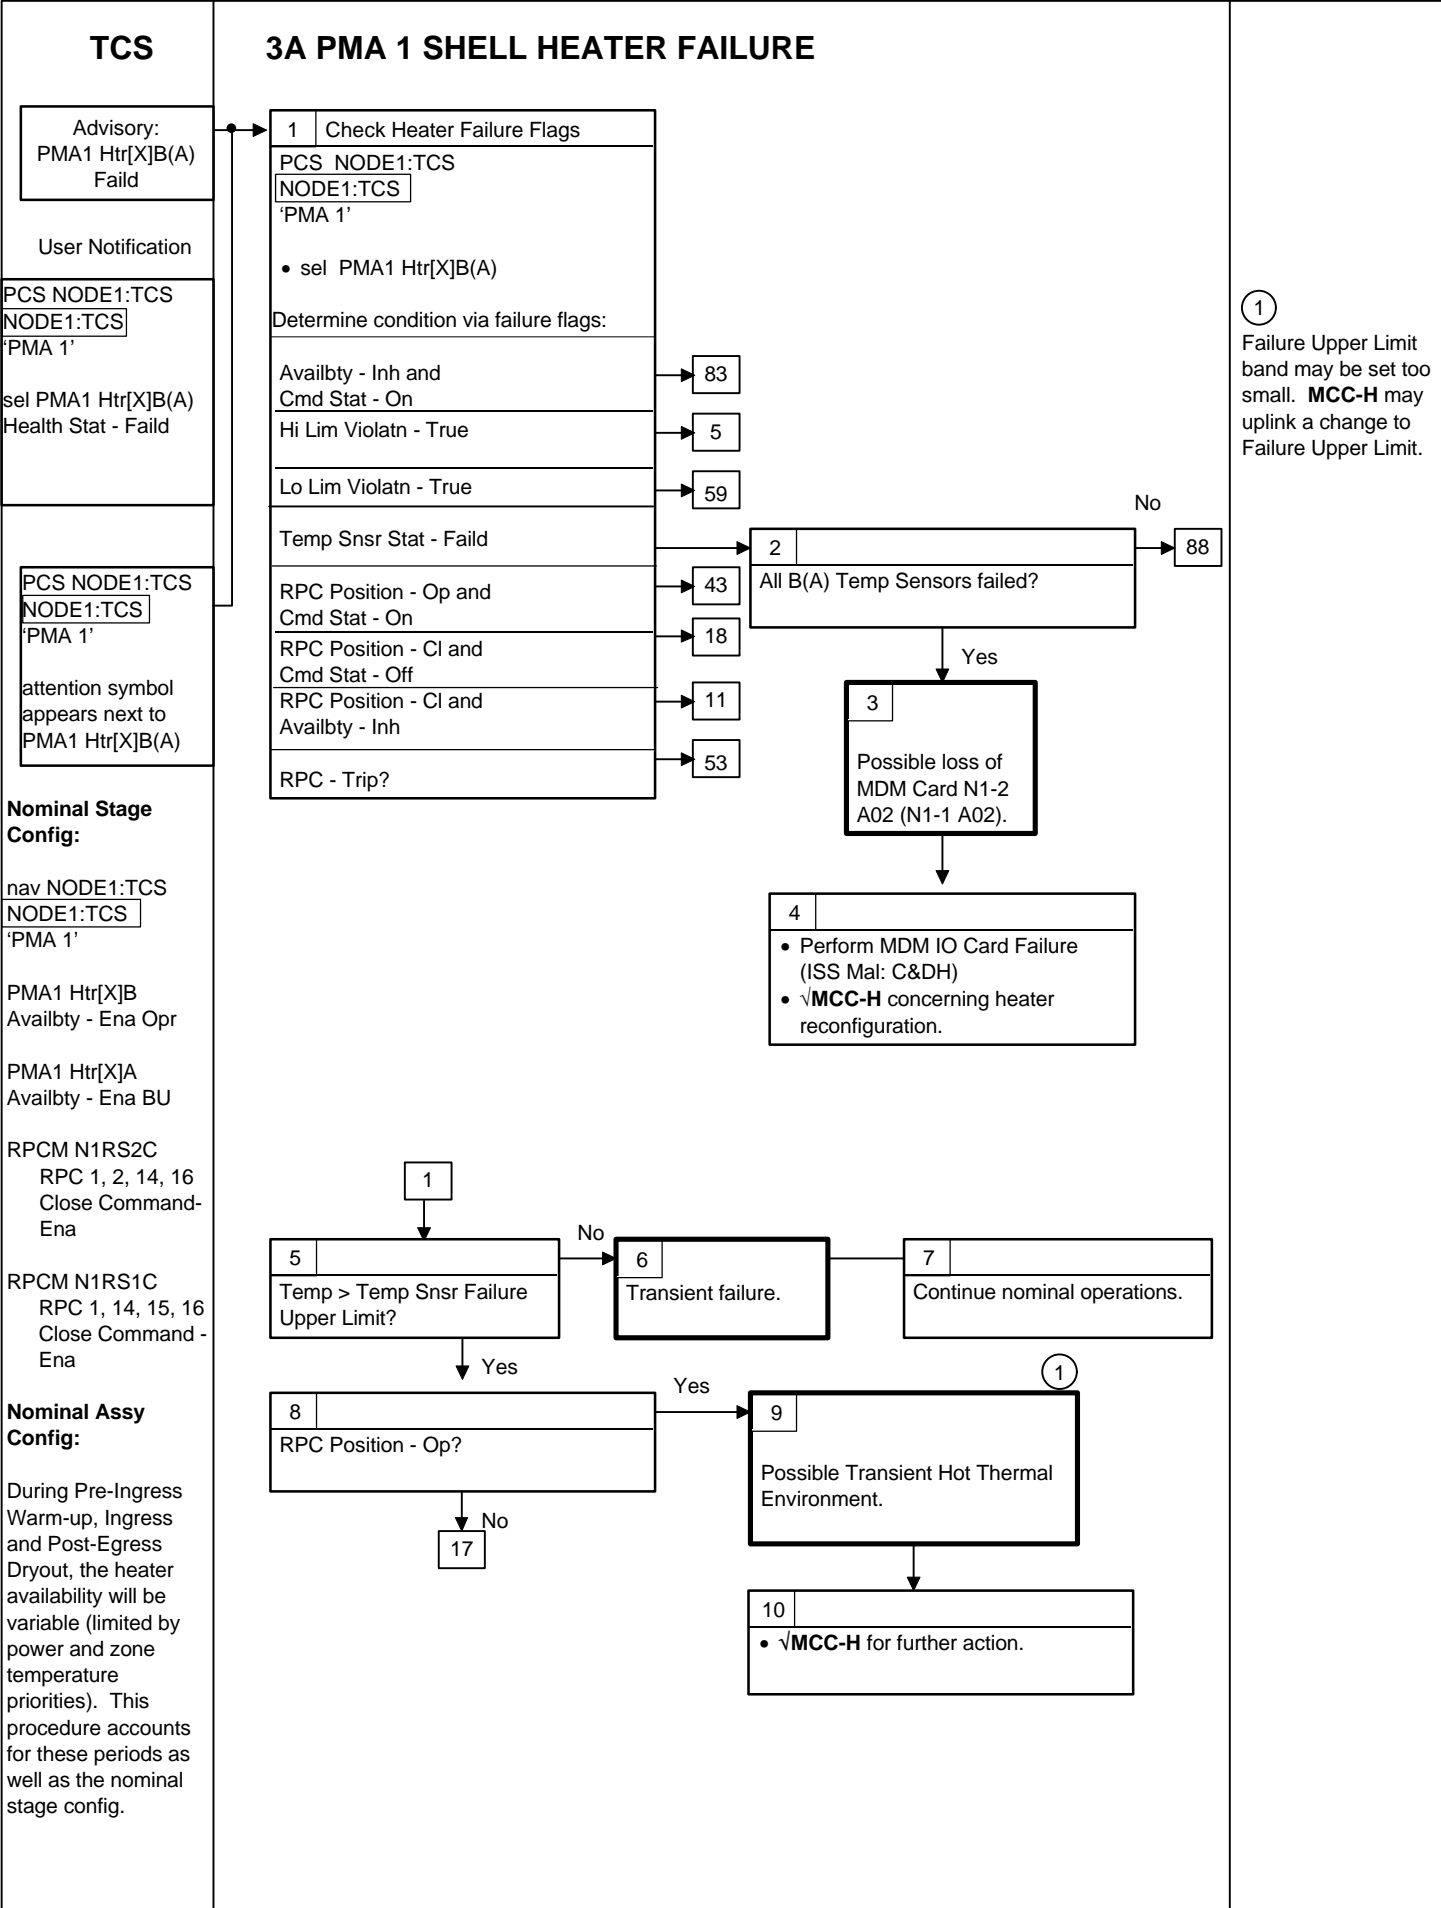 TCS
3A PMA 1 SHELL HEATER FAILURE
Advisory:
PMA1 Htr[X]B(A)
Faild
User Notification
PCS NODE1:TCS
NODE1:TCS
‘PMA 1’
sel PMA1 Htr[X]B(A)
Health Stat - Faild
PCS NODE1:TCS
NODE1:TCS
‘PMA 1’
attention symbol
appears next to
PMA1 Htr[X]B(A)
Nominal Stage
Config:
nav NODE1:TCS
NODE1:TCS
‘PMA 1’
PMA1 Htr[X]B
Availbty - Ena Opr
PMA1 Htr[X]A
Availbty - Ena BU
RPCM N1RS2C
RPC 1, 2, 14, 16
Close Command-
Ena
RPCM N1RS1C
RPC 1, 14, 15, 16
Close Command -
Ena
Nominal Assy
Config:
During Pre-Ingress
Warm-up, Ingress
and Post-Egress
Dryout, the heater
availability will be
variable (limited by
power and zone
temperature
priorities).  This
procedure accounts
for these periods as
well as the nominal
stage config.
1 Check Heater Failure Flags
PCS  NODE1:TCS
NODE1:TCS
‘PMA 1’
• sel  PMA1 Htr[X]B(A)
Determine condition via failure flags:
Availbty - Inh and
Cmd Stat - On
83
Hi Lim Violatn - True
5
Lo Lim Violatn - True
59
Temp Snsr Stat - Faild
RPC Position - Op and
Cmd Stat - On
43
RPC Position - Cl and
Cmd Stat - Off
18
RPC Position - Cl and
Availbty - Inh
11
RPC - Trip?
53
2
All B(A) Temp Sensors failed?
No
88
Yes
3
Possible loss of
MDM Card N1-2
A02 (N1-1 A02).
4
• Perform MDM IO Card Failure
(ISS Mal: C&DH)
• √MCC-H concerning heater
reconfiguration.
1
5
Temp > Temp Snsr Failure
Upper Limit?
No
6
Transient failure.
7
Continue nominal operations.
Yes
8
RPC Position - Op?
Yes
1
9
Possible Transient Hot Thermal
Environment.
No
17
10
• √MCC-H for further action.
1
Failure Upper Limit
band may be set too
small.  MCC-H may
uplink a change to
Failure Upper Limit.